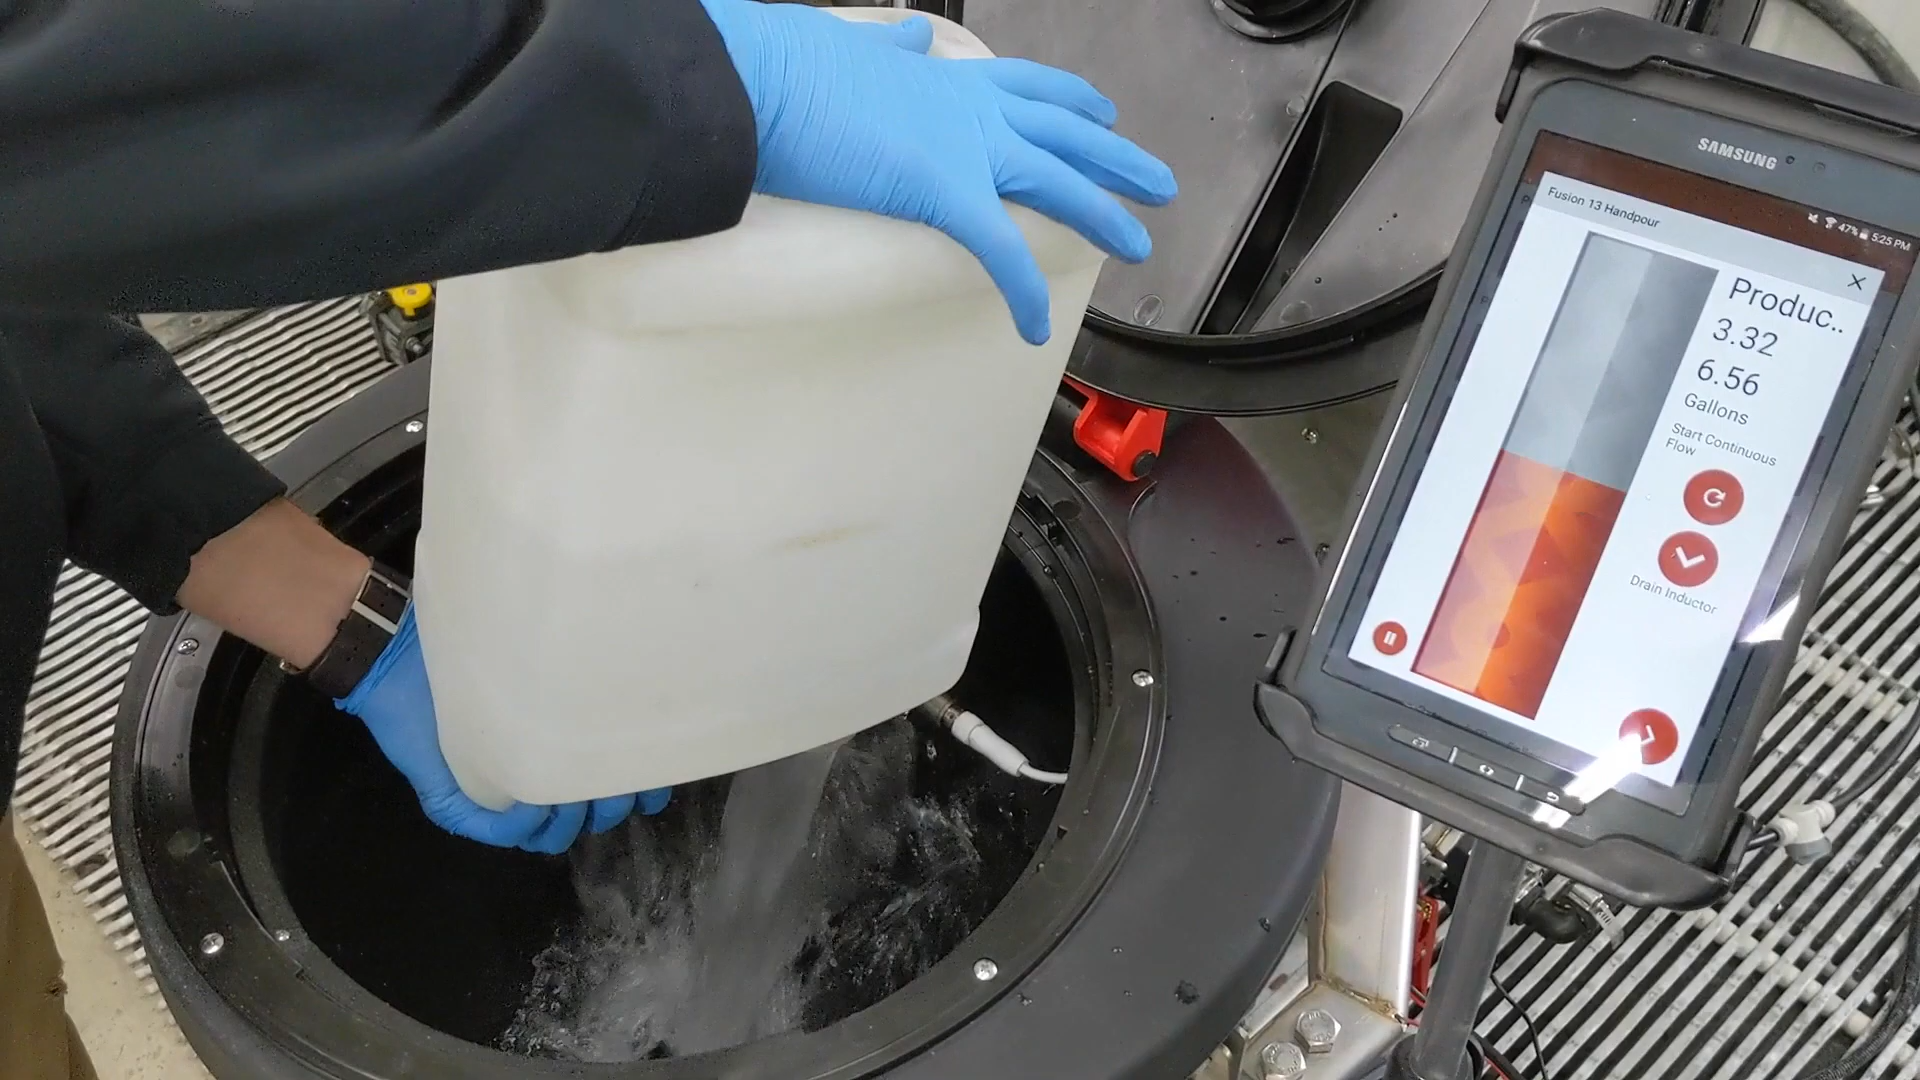 SAMSUNG
47% 5:25 PM
Fusion 13 Handpour
Produc..
3.32
6.56
Gallons
Start Continuous
Flow
Drain Inductor